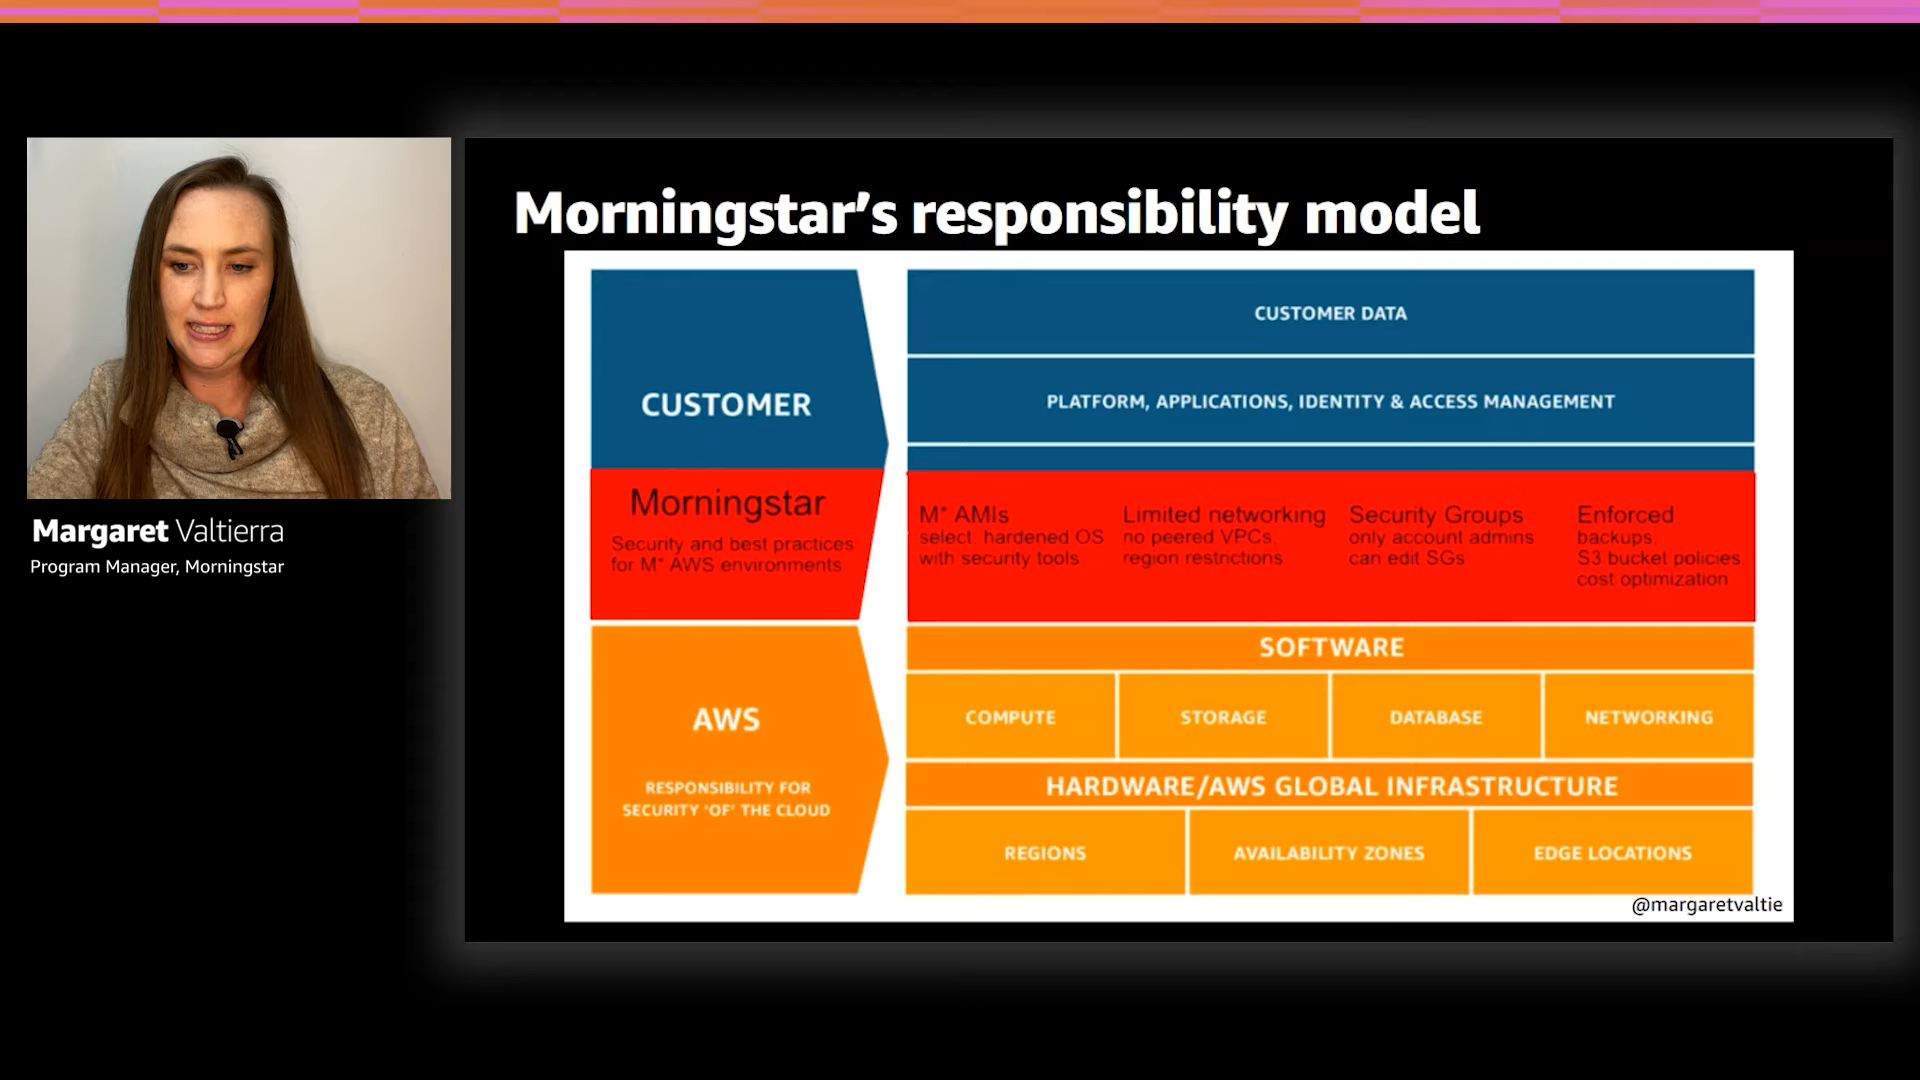 Morningstar’s responsibility model
CUSTOMER
CUSTOMER DATA
PLATFORM, APPLICATIONS, IDENTITY & ACCESS MANAGEMENT
Morningstar
Security and best practices
for M* AWS environments
M* AMIs
select hardened OS
with security tools
Limited networking
no peered VPCs,
region restrictions
Security Groups
only account admins
can edit SGs
Enforced
backups
S3 bucket policies
cost optimization
AWS
RESPONSIBILITY FOR
SECURITY 'OF' THE CLOUD
SOFTWARE
COMPUTE
STORAGE
DATABASE
NETWORKING
HARDWARE/AWS GLOBAL INFRASTRUCTURE
REGIONS
AVAILABILITY ZONES
EDGE LOCATIONS
@margaretvaltie
Margaret Valtierra
Program Manager, Morningstar